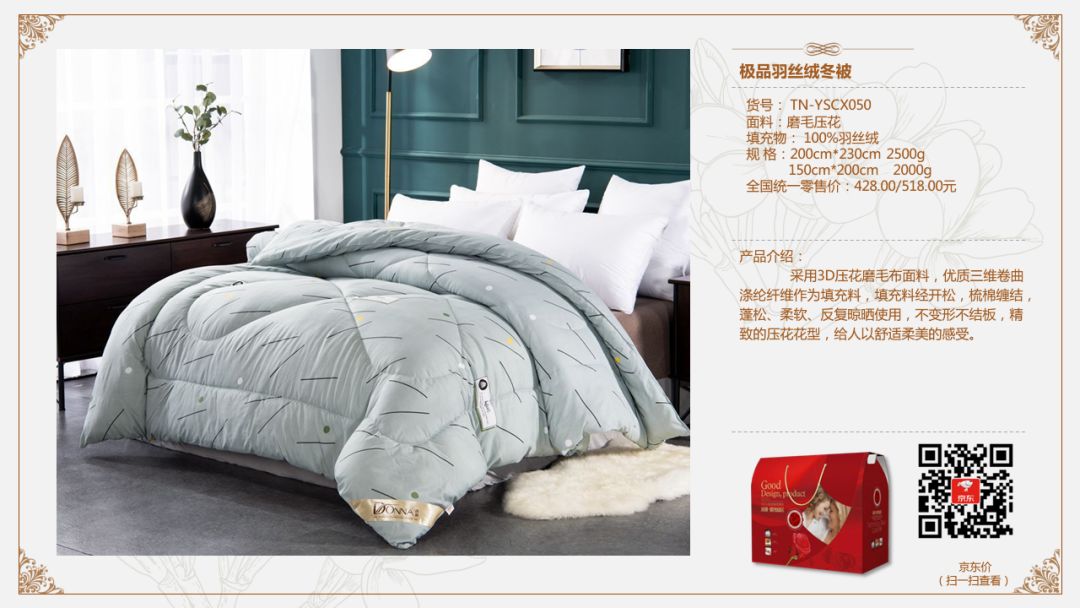 极品羽丝绒冬被
货号： TN-YSCX050
面料：磨毛压花
填充物： 100%羽丝绒
规 格：200cm*230cm 2500g
150cm*200cm 2000g
全国统一零售价：428.00/518.00元
产品介绍：
采用3D压花磨毛布面料，优质三维卷曲
涤纶纤维作为填充料，填充料经开松，梳棉缠结，
蓬松、柔软、反复晾晒使用，不变形不结板，精
致的压花花型，给人以舒适柔美的感受。
DONNA
Good
Design, product
京东
京东价
（扫一扫查看）